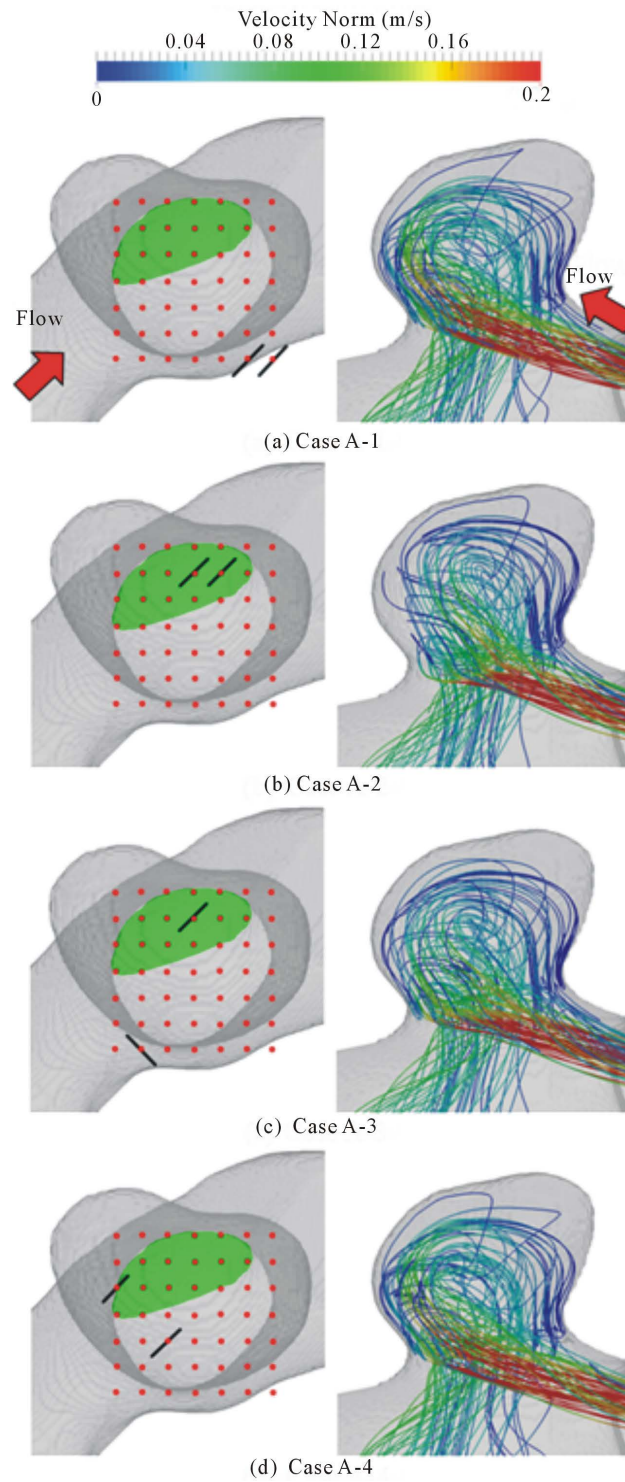 Velocity Norm (m/s)
0.04 0.08 0.12 0.16
0 0.2
Flow Flow
(a) Case A-1
(b) Case A-2
(c) Case A-3
(d) Case A-4